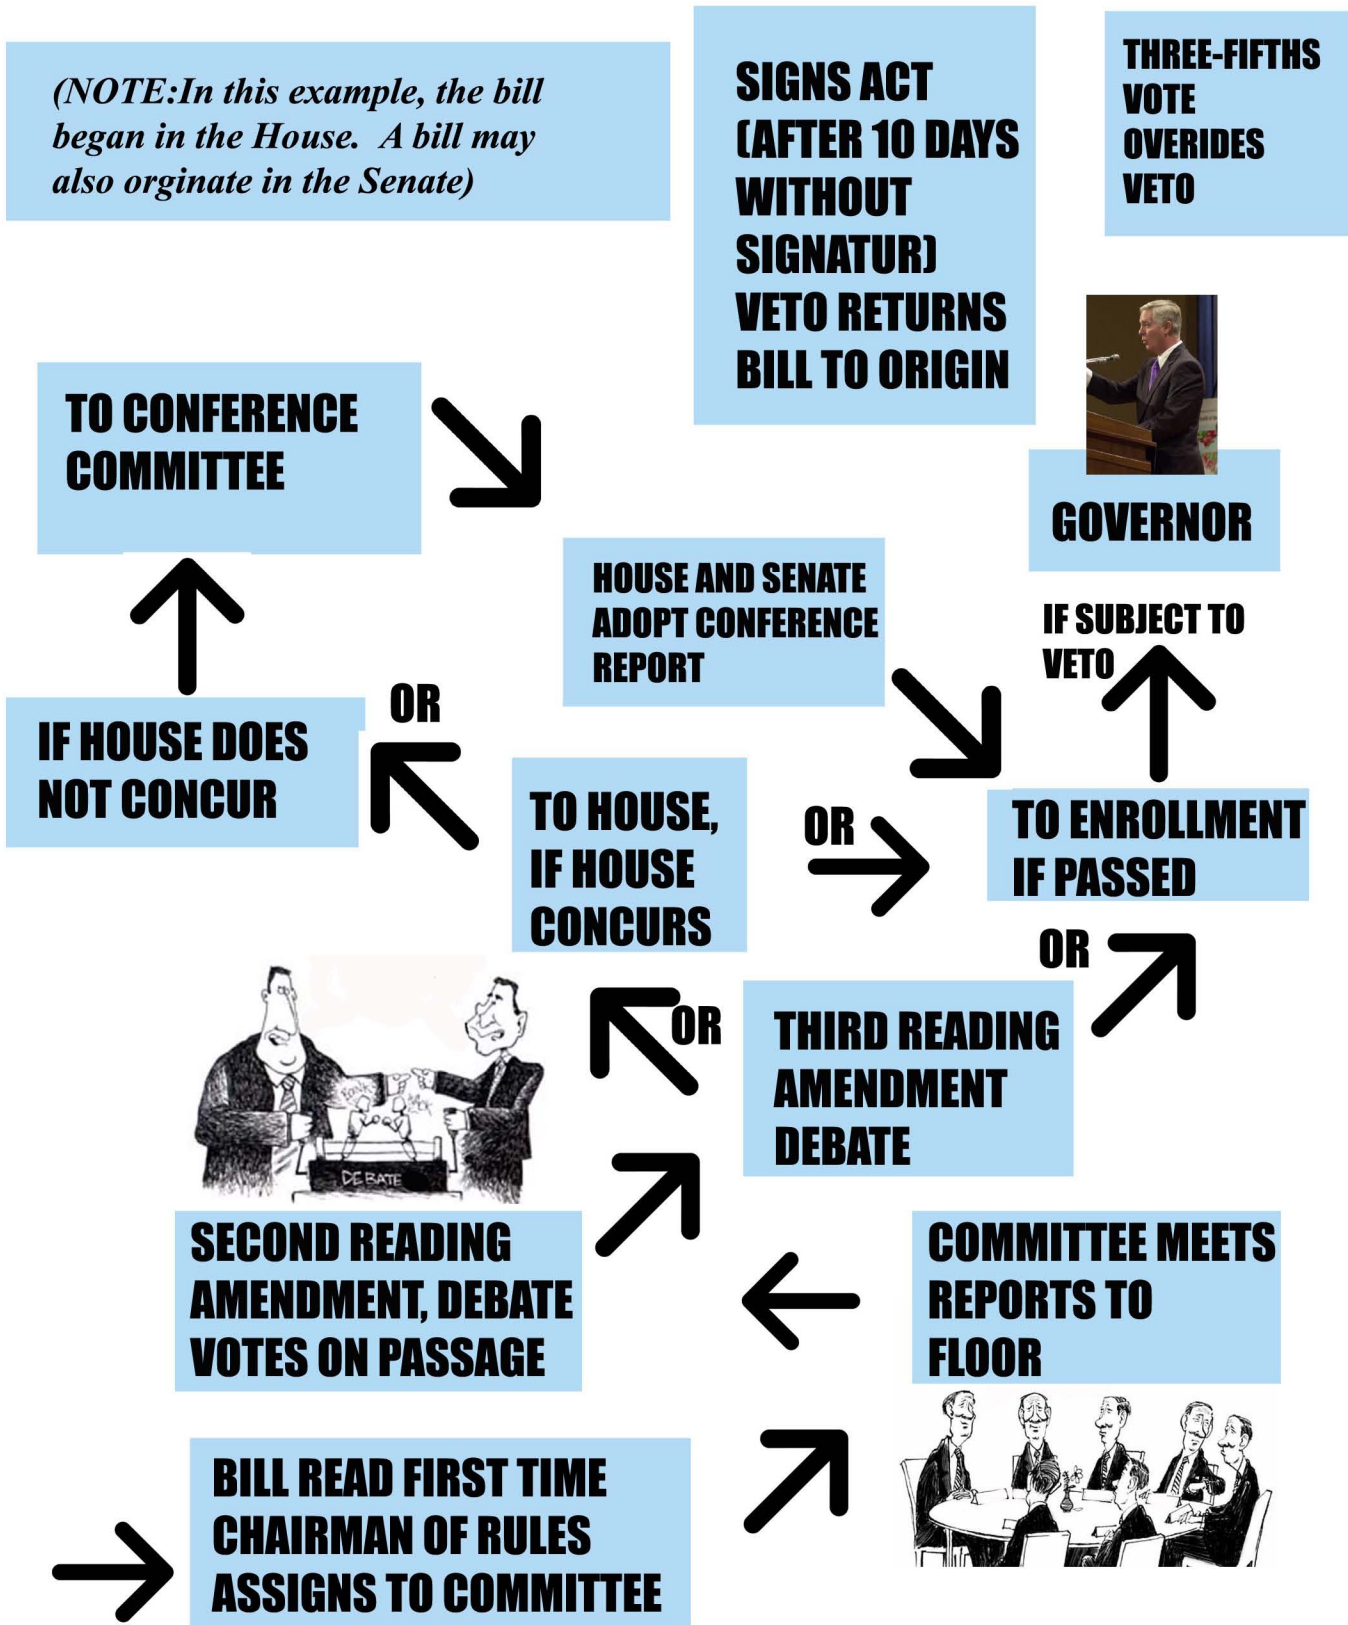 (NOTE:In this example, the bill
began in the House. A bill may
also orginate in the Senate)
SIGNS ACT
(AFTER 10 DAYS
WITHOUT
SIGNATUR)
VETO RETURNS
BILL TO ORIGIN
THREE-FIFTHS
VOTE
OVERIDES
VETO
TO CONFERENCE
COMMITTEE
GOVERNOR
HOUSE AND SENATE
ADOPT CONFERENCE
REPORT
IF SUBJECT TO
VETO
IF HOUSE DOES
NOT CONCUR
OR
TO HOUSE,
IF HOUSE
CONCURS
OR
TO ENROLLMENT
IF PASSED
OR
OR
THIRD READING
AMENDMENT
DEBATE
DEBATE
SECOND READING
AMENDMENT, DEBATE
VOTES ON PASSAGE
COMMITTEE MEETS
REPORTS TO
FLOOR
BILL READ FIRST TIME
CHAIRMAN OF RULES
ASSIGNS TO COMMITTEE